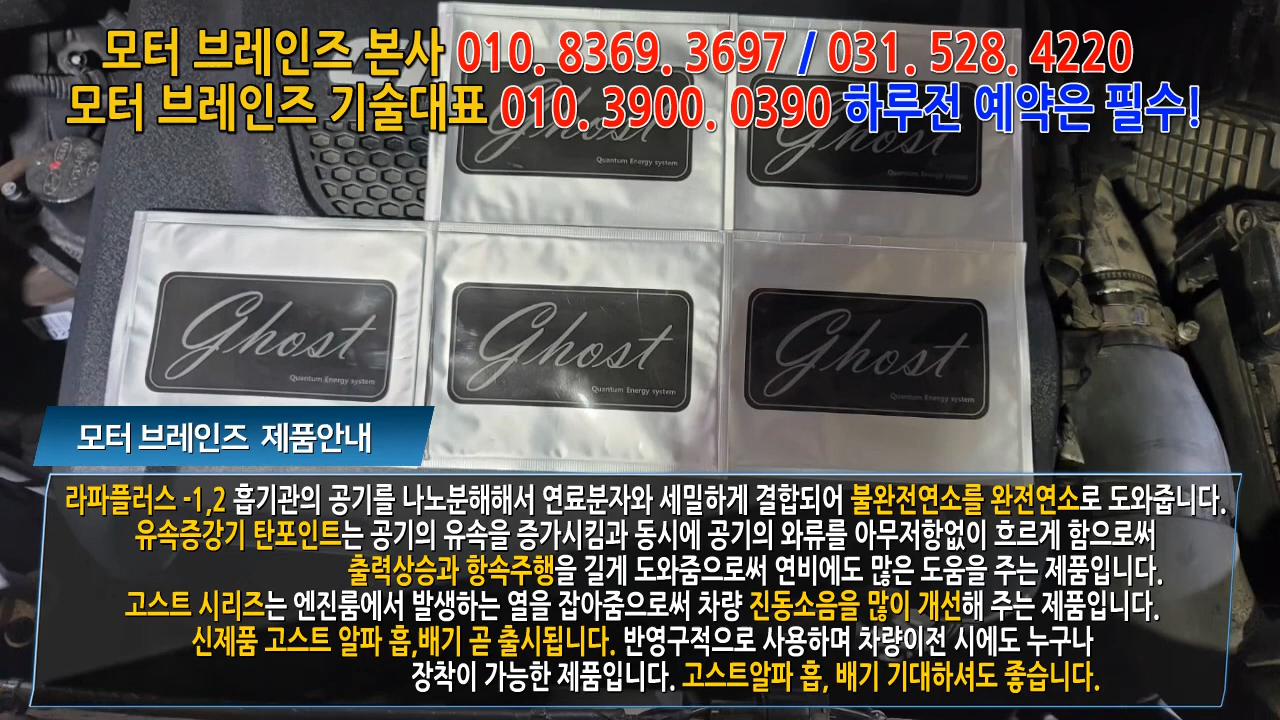 모터 브레인즈 본사 010. 8369. 3697 / 031. 528. 4220
모터 브레인즈 기술대표 010. 3900. 0390 하루전 예약은 필수!
Ghost
Quantum Energy system
Ghost
Quantum Energy system
Ghost
Quantum Energy system
Ghost
Quantum Energy system
Ghost
Quantum Energy system
모터 브레인즈 제품안내
라파플러스 -1,2 흡기관의 공기를 나노분해해서 연료분자와 세밀하게 결합되어 불완전연소를 완전연소로 도와줍니다.
유속증강기 탄포인트는 공기의 유속을 증가시킴과 동시에 공기의 와류를 아무저항없이 흐르게 함으로써
출력상승과 항속주행을 길게 도와줌으로써 연비에도 많은 도움을 주는 제품입니다.
고스트 시리즈는 엔진룸에서 발생하는 열을 잡아줌으로써 차량 진동소음을 많이 개선해 주는 제품입니다.
신제품 고스트 알파 흡,배기 곧 출시됩니다. 반영구적으로 사용하며 차량이전 시에도 누구나
장착이 가능한 제품입니다. 고스트알파 흡, 배기 기대하셔도 좋습니다.